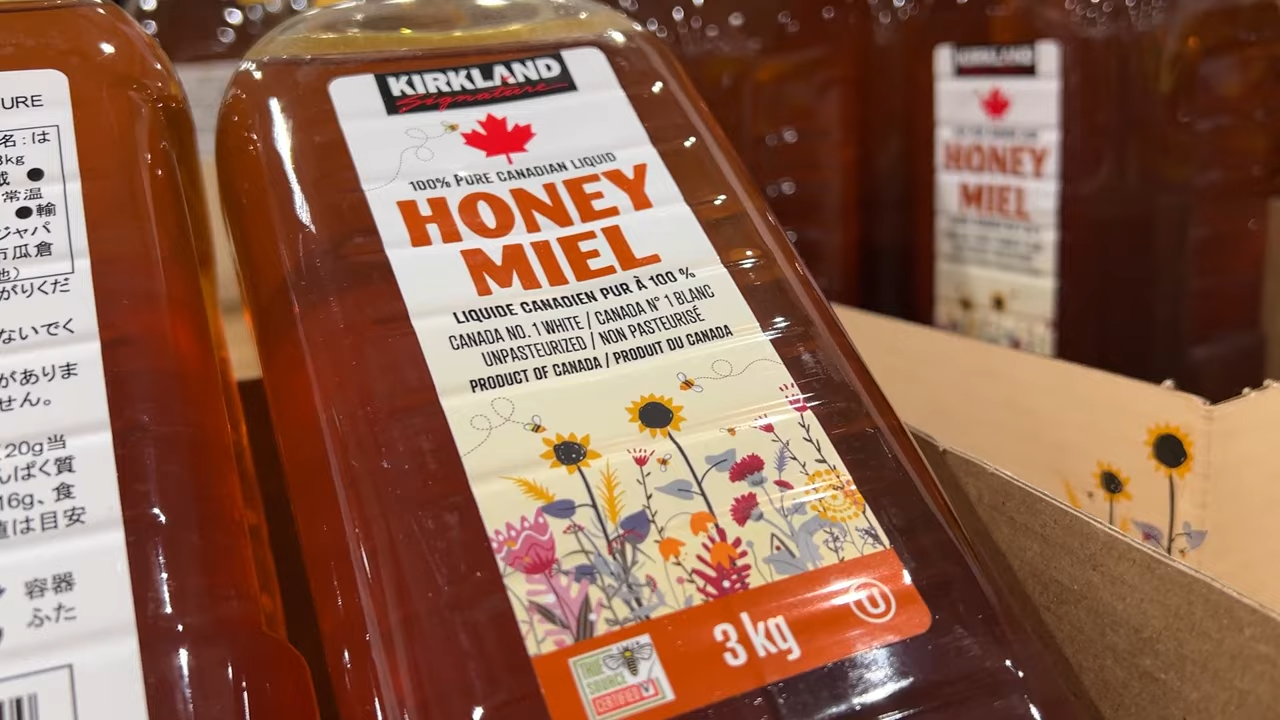 URE
名:は
3kg
●
常温
●輸
ジャパ
市瓜倉
他)
がりくだ
ないでく
がありま
せん。
20g当
んぱく質
16g、食
値は目安
容器
ふた
KIRKLAND
Signature
100% PURE CANADIAN LIQUID
HONEY
MIEL
LIQUIDE CANADIEN PUR À 100 %
CANADA NO. 1 WHITE / CANADA N° 1 BLANC
UNPASTEURIZED / NON PASTEURISÉ
PRODUCT OF CANADA / PRODUIT DU CANADA
TRUE
SOURCE
CERTIFIED
3 kg
U
KIRKLAND
HONEY
MIEL